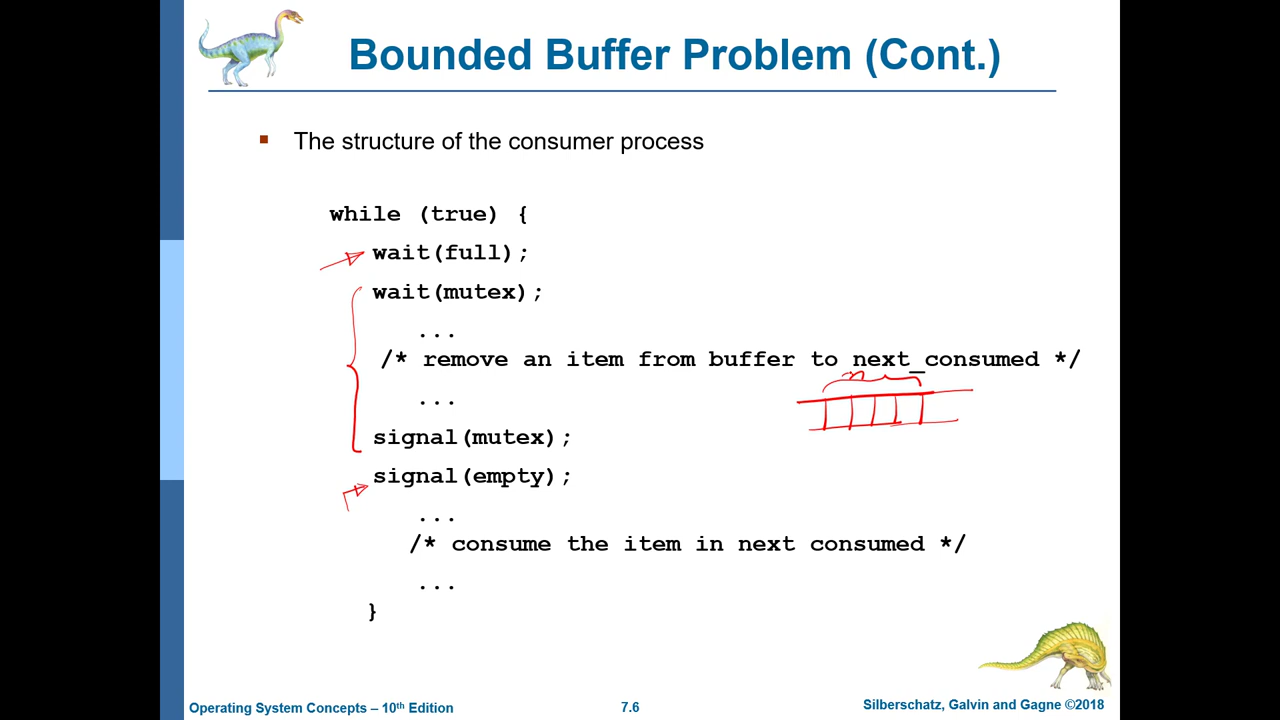 Bounded Buffer Problem (Cont.)
▪ The structure of the consumer process
while (true) {
wait(full);
wait(mutex);
...
/* remove an item from buffer to next_consumed */
...
signal(mutex);
signal(empty);
...
/* consume the item in next consumed */
...
}
n
Operating System Concepts – 10th Edition
7.6
Silberschatz, Galvin and Gagne ©2018